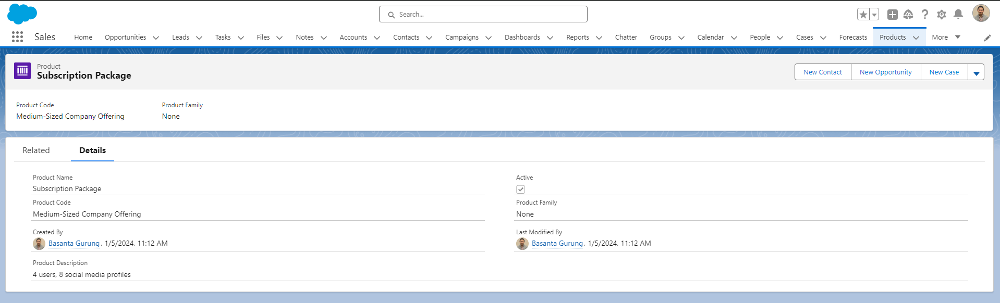 Search...
Sales Home Opportunities Leads Tasks Files Notes Accounts Contacts Campaigns Dashboards Reports Chatter Groups Calendar People Cases Forecasts Products More
Product
Subscription Package
New Contact New Opportunity New Case
Product Code Product Family
Medium-Sized Company Offering None
Related Details
Product Name Active
Subscription Package
Product Code Product Family
Medium-Sized Company Offering None
Created By Last Modified By
Basanta Gurung, 1/5/2024, 11:12 AM Basanta Gurung, 1/5/2024, 11:12 AM
Product Description
4 users, 8 social media profiles